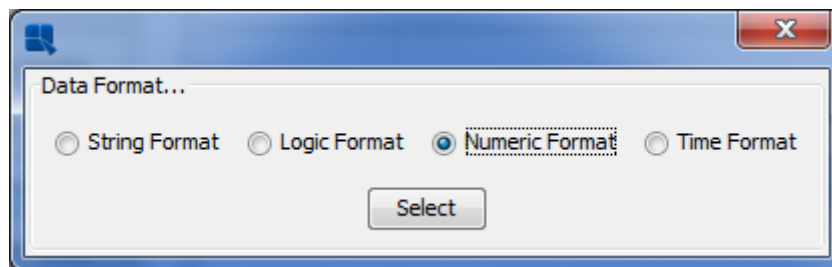 Data Format...
String Format Logic Format Numeric Format Time Format
Select